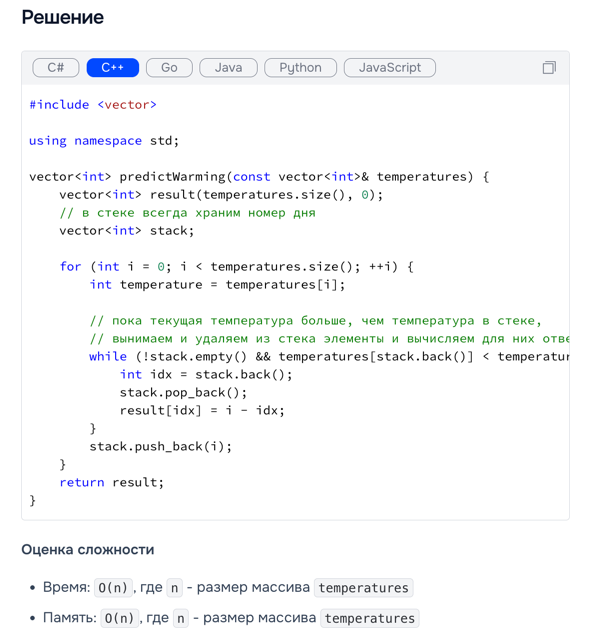 Решение
C#
C++
Go
Java
Python
JavaScript
#include <vector>
using namespace std;
vector<int> predictWarming(const vector<int>& temperatures) {
vector<int> result(temperatures.size(), 0);
// в стеке всегда храним номер дня
vector<int> stack;
for (int i = 0; i < temperatures.size(); ++i) {
int temperature = temperatures[i];
// пока текущая температура больше, чем температура в стеке,
// вынимаем и удаляем из стека элементы и вычисляем для них
while (!stack.empty() && temperatures[stack.back()] <
int idx = stack.back();
stack.pop_back();
result[idx] = i - idx;
}
stack.push_back(i);
}
return result;
}
Оценка сложности
• Время: O(n), где n - размер массива temperatures
• Память: O(n), где n - размер массива temperatures